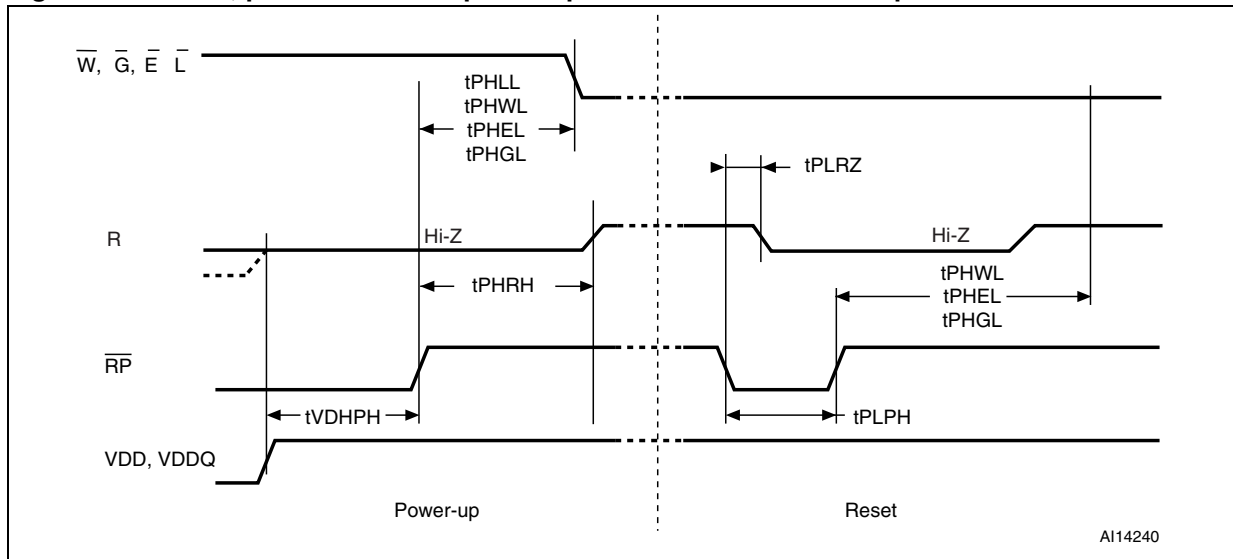 W, G, E L
tPHLL
tPHWL
tPHEL
tPHGL
tPLRZ
R
Hi-Z
Hi-Z
tPHRH
tPHWL
tPHEL
tPHGL
RP
tVDHPH
tPLPH
VDD, VDDQ
Power-up
Reset
AI14240